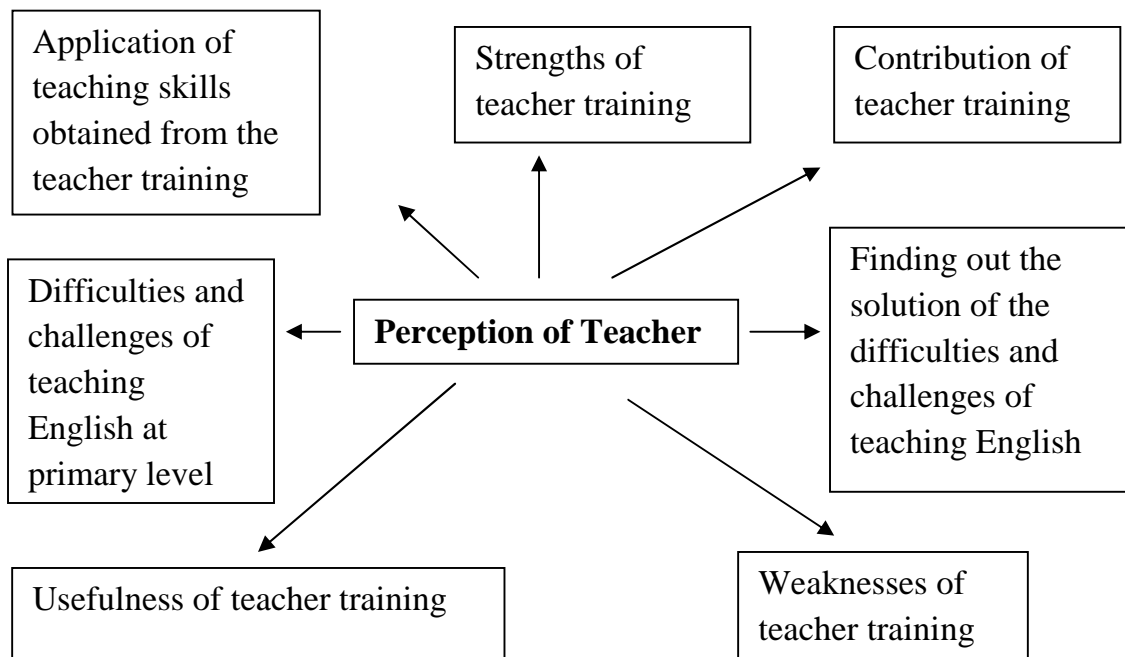 Application of
teaching skills
obtained from the
teacher training
Strengths of
teacher training
Contribution of
teacher training
Difficulties and
challenges of
teaching
English at
primary level
Perception of Teacher
Finding out the
solution of the
difficulties and
challenges of
teaching English
Usefulness of teacher training
Weaknesses of
teacher training